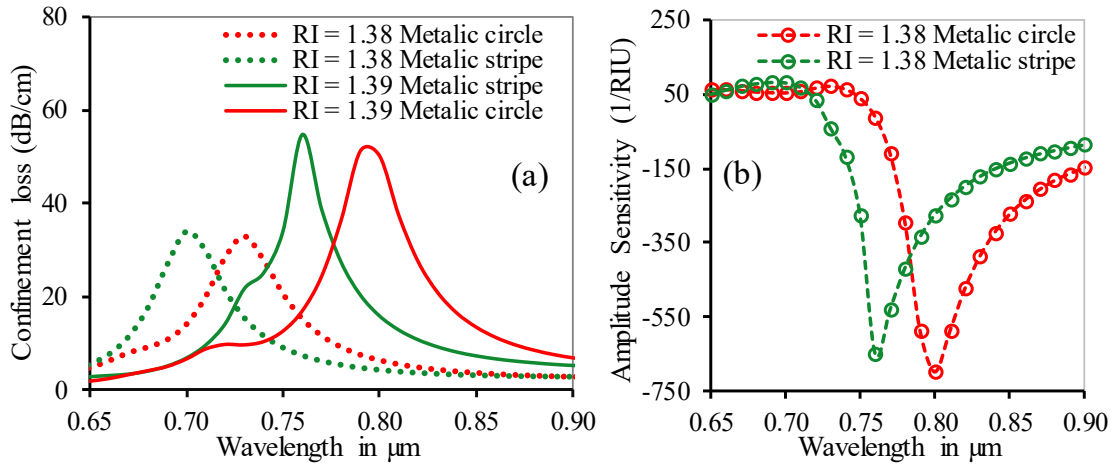 80
60
40
20
0
Confinement loss (dB/cm)
RI = 1.38 Metalic circle
RI = 1.38 Metalic stripe
RI = 1.39 Metalic stripe
RI = 1.39 Metalic circle
(a)
0.65 0.70 0.75 0.80 0.85 0.90
Wavelength in µm
250
50
-150
-350
-550
-750
Amplitude Sensitivity (1/RIU)
RI = 1.38 Metalic circle
RI = 1.38 Metalic stripe
(b)
0.65 0.70 0.75 0.80 0.85 0.90
Wavelength in µm